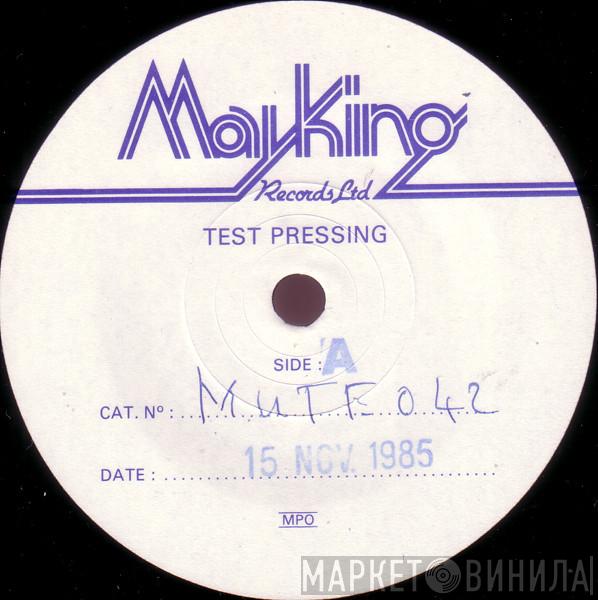 Mayking
Records Ltd
TEST PRESSING
SIDE : A
CAT. Nº : MUTE 042
DATE : 15 NOV. 1985
MPO
МАРКЕТ ВИНИЛА